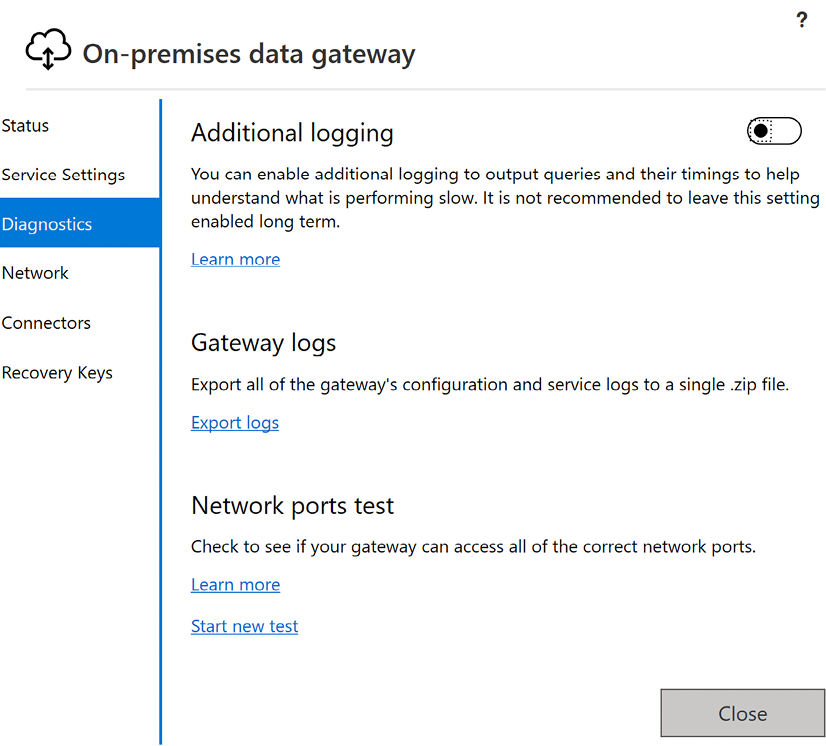 ?
On-premises data gateway
Status
Service Settings
Diagnostics
Network
Connectors
Recovery Keys
Additional logging
You can enable additional logging to output queries and their timings to help
understand what is performing slow. It is not recommended to leave this setting
enabled long term.
Learn more
Gateway logs
Export all of the gateway's configuration and service logs to a single .zip file.
Export logs
Network ports test
Check to see if your gateway can access all of the correct network ports.
Learn more
Start new test
Close